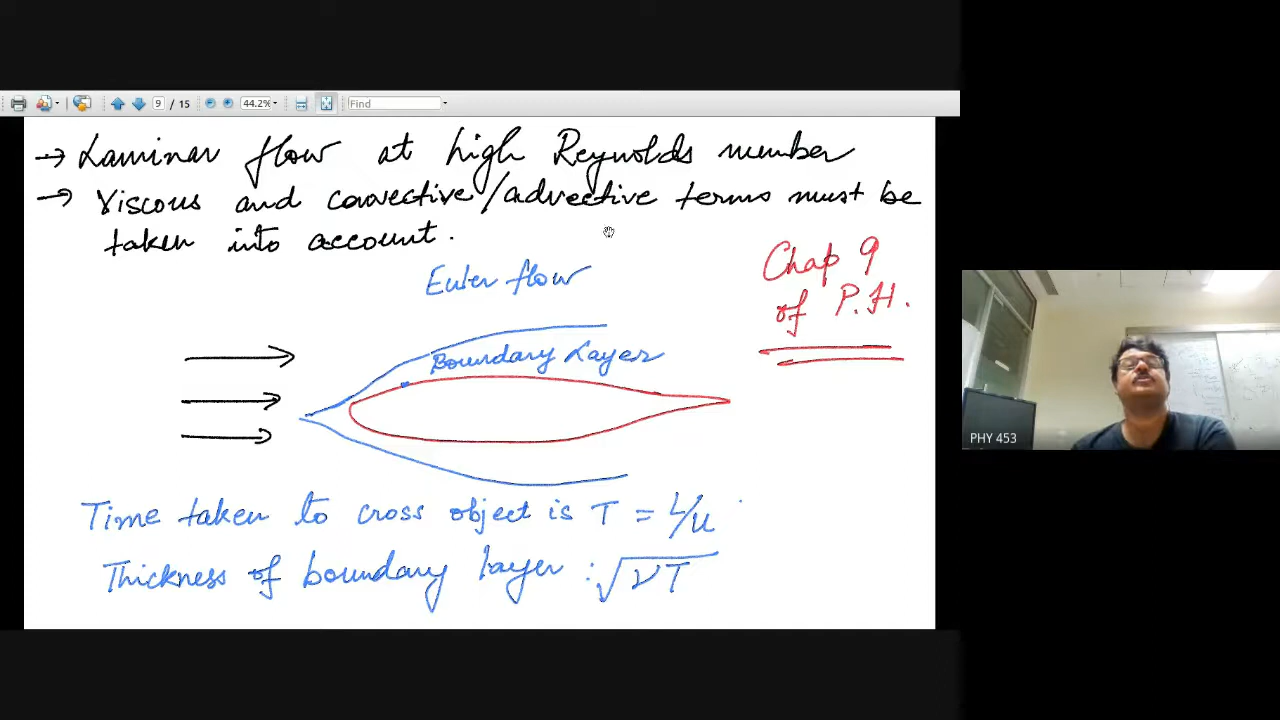 9 / 15
44.2%
Find
→ Laminar flow at high Reynolds number
→ Viscous and convective/advective terms must be
taken into account.
Euler flow
Chap 9
of P.H.
Boundary Layer
PHY 453
Time taken to cross object is T = L/U
Thickness of boundary layer : √νT